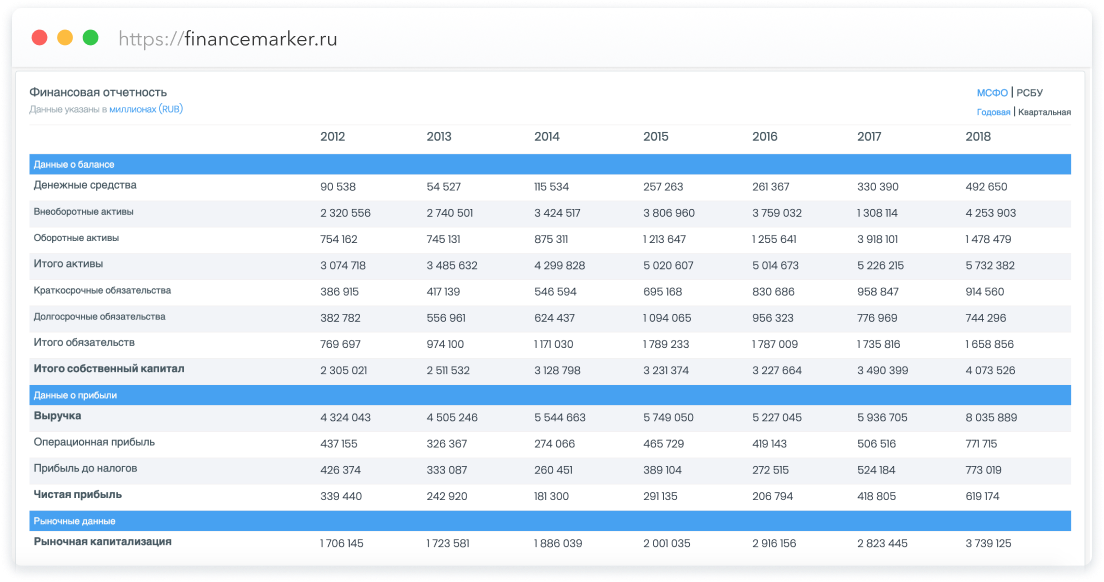 https://financemarker.ru
Финансовая отчетность
МСФО | РСБУ
Данные указаны в миллионах (RUB)
Годовая | Квартальная
2012 2013 2014 2015 2016 2017 2018
Данные о балансе
Денежные средства 90 538 54 527 115 534 257 263 261 367 330 390 492 650
Внеоборотные активы 2 320 556 2 740 501 3 424 517 3 806 960 3 759 032 1 308 114 4 253 903
Оборотные активы 754 162 745 131 875 311 1 213 647 1 255 641 3 918 101 1 478 479
Итого активы 3 074 718 3 485 632 4 299 828 5 020 607 5 014 673 5 226 215 5 732 382
Краткосрочные обязательства 386 915 417 139 546 594 695 168 830 686 958 847 914 560
Долгосрочные обязательства 382 782 556 961 624 437 1 094 065 956 323 776 969 744 296
Итого обязательств 769 697 974 100 1 171 030 1 789 233 1 787 009 1 735 816 1 658 856
Итого собственный капитал 2 305 021 2 511 532 3 128 798 3 231 374 3 227 664 3 490 399 4 073 526
Данные о прибыли
Выручка 4 324 043 4 505 246 5 544 663 5 749 050 5 227 045 5 936 705 8 035 889
Операционная прибыль 437 155 326 367 274 066 465 729 419 143 506 516 771 715
Прибыль до налогов 426 374 333 087 260 451 389 104 272 515 524 184 773 019
Чистая прибыль 339 440 242 920 181 300 291 135 206 794 418 805 619 174
Рыночные данные
Рыночная капитализация 1 706 145 1 723 581 1 886 039 2 001 035 2 916 156 2 823 445 3 739 125